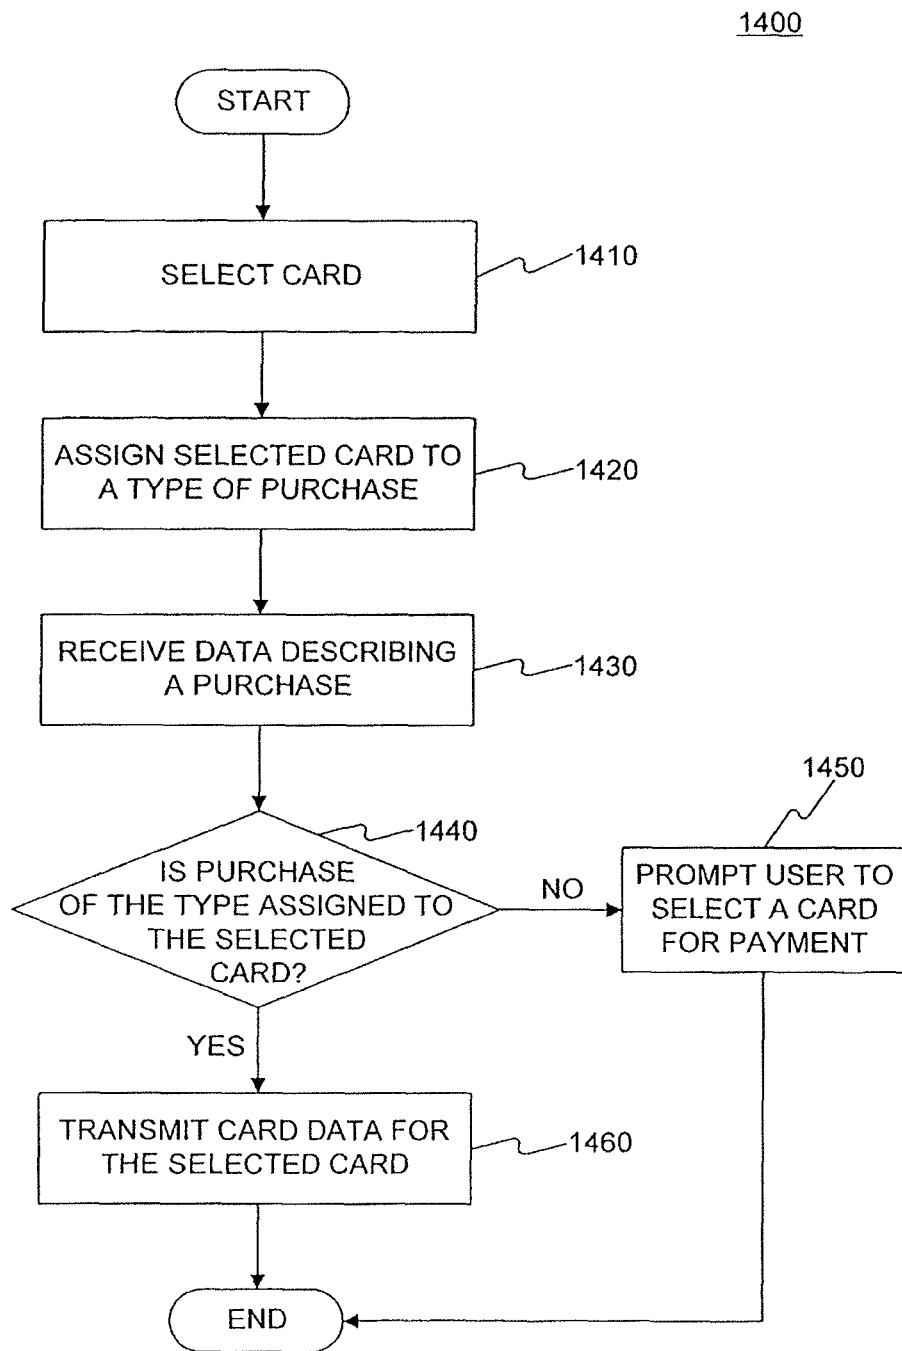 1400
START
SELECT CARD
1410
ASSIGN SELECTED CARD TO
A TYPE OF PURCHASE
1420
RECEIVE DATA DESCRIBING
A PURCHASE
1430
1440
IS PURCHASE
OF THE TYPE ASSIGNED TO
THE SELECTED
CARD?
NO
1450
PROMPT USER TO
SELECT A CARD
FOR PAYMENT
YES
TRANSMIT CARD DATA FOR
THE SELECTED CARD
1460
END